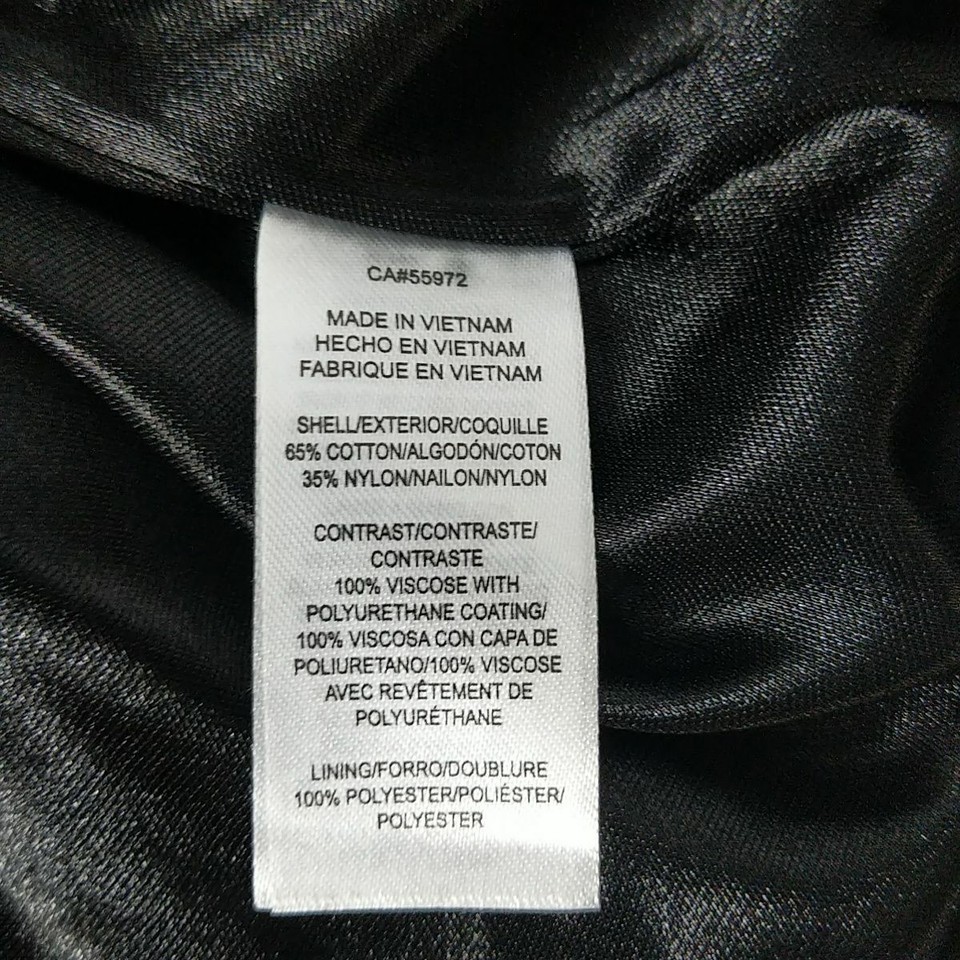 CA#55972
MADE IN VIETNAM
HECHO EN VIETNAM
FABRIQUE EN VIETNAM
SHELL/EXTERIOR/COQUILLE
65% COTTON/ALGODÓN/COTON
35% NYLON/NAILON/NYLON
CONTRAST/CONTRASTE/
CONTRASTE
100% VISCOSE WITH
POLYURETHANE COATING/
100% VISCOSA CON CAPA DE
POLIURETANO/100% VISCOSE
AVEC REVÊTEMENT DE
POLYURÉTHANE
LINING/FORRO/DOUBLURE
100% POLYESTER/POLIÉSTER/
POLYESTER